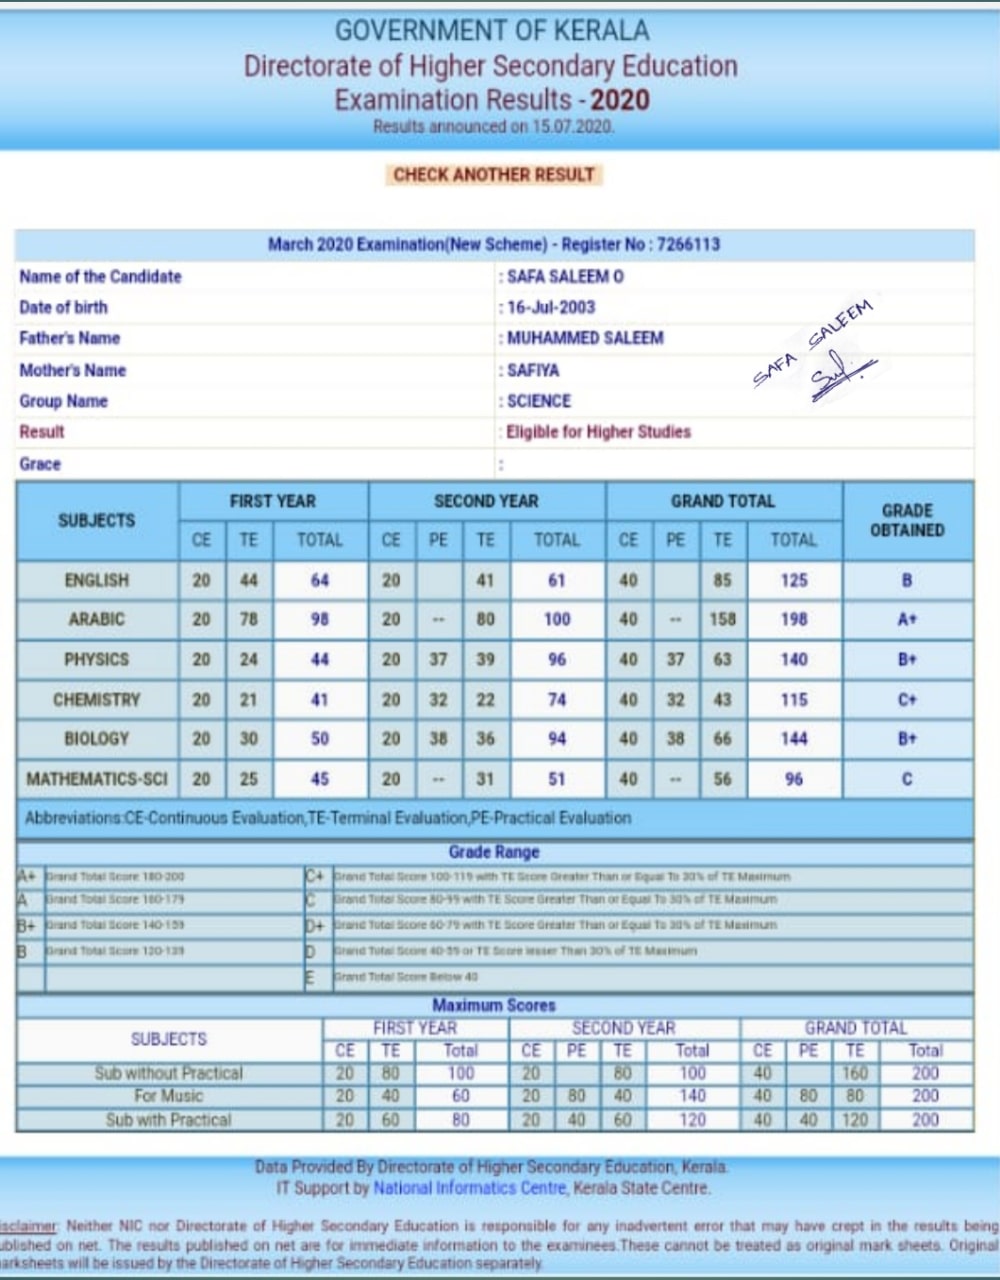 GOVERNMENT OF KERALA
Directorate of Higher Secondary Education
Examination Results - 2020
Results announced on 15.07.2020.
CHECK ANOTHER RESULT
March 2020 Examination(New Scheme) - Register No : 7266113
Name of the Candidate : SAFA SALEEM O
Date of birth : 16-Jul-2003
Father's Name : MUHAMMED SALEEM
Mother's Name : SAFIYA
Group Name : SCIENCE
Result : Eligible for Higher Studies
Grace :
SAFA SALEEM
SUBJECTS FIRST YEAR SECOND YEAR GRAND TOTAL GRADE OBTAINED
CE TE TOTAL CE PE TE TOTAL CE PE TE TOTAL
ENGLISH 20 44 64 20 41 61 40 85 125 B
ARABIC 20 78 98 20 -- 80 100 40 -- 158 198 A+
PHYSICS 20 24 44 20 37 39 96 40 37 63 140 B+
CHEMISTRY 20 21 41 20 32 22 74 40 32 43 115 C+
BIOLOGY 20 30 50 20 38 36 94 40 38 66 144 B+
MATHEMATICS-SCI 20 25 45 20 -- 31 51 40 -- 56 96 C
Abbreviations:CE-Continuous Evaluation,TE-Terminal Evaluation,PE-Practical Evaluation
Grade Range
A+ Grand Total Score 180-200 C+ Grand Total Score 100-119 with TE Score Greater Than or Equal To 30% of TE Maximum
A Grand Total Score 160-179 C Grand Total Score 80-99 with TE Score Greater Than or Equal To 30% of TE Maximum
B+ Grand Total Score 140-159 D+ Grand Total Score 60-79 with TE Score Greater Than or Equal To 30% of TE Maximum
B Grand Total Score 120-139 D Grand Total Score 40-59 or TE Score lesser Than 30% of TE Maximum
E Grand Total Score Below 40
Maximum Scores
SUBJECTS FIRST YEAR SECOND YEAR GRAND TOTAL
CE TE Total CE PE TE Total CE PE TE Total
Sub without Practical 20 80 100 20 80 100 40 160 200
For Music 20 40 60 20 80 40 140 40 80 80 200
Sub with Practical 20 60 80 20 40 60 120 40 40 120 200
Data Provided By Directorate of Higher Secondary Education, Kerala.
IT Support by National Informatics Centre, Kerala State Centre.
isclaimer: Neither NIC nor Directorate of Higher Secondary Education is responsible for any inadvertent error that may have crept in the results being
ublished on net. The results published on net are for immediate information to the examinees.These cannot be treated as original mark sheets. Original
arksheets will be issued by the Directorate of Higher Secondary Education separately.